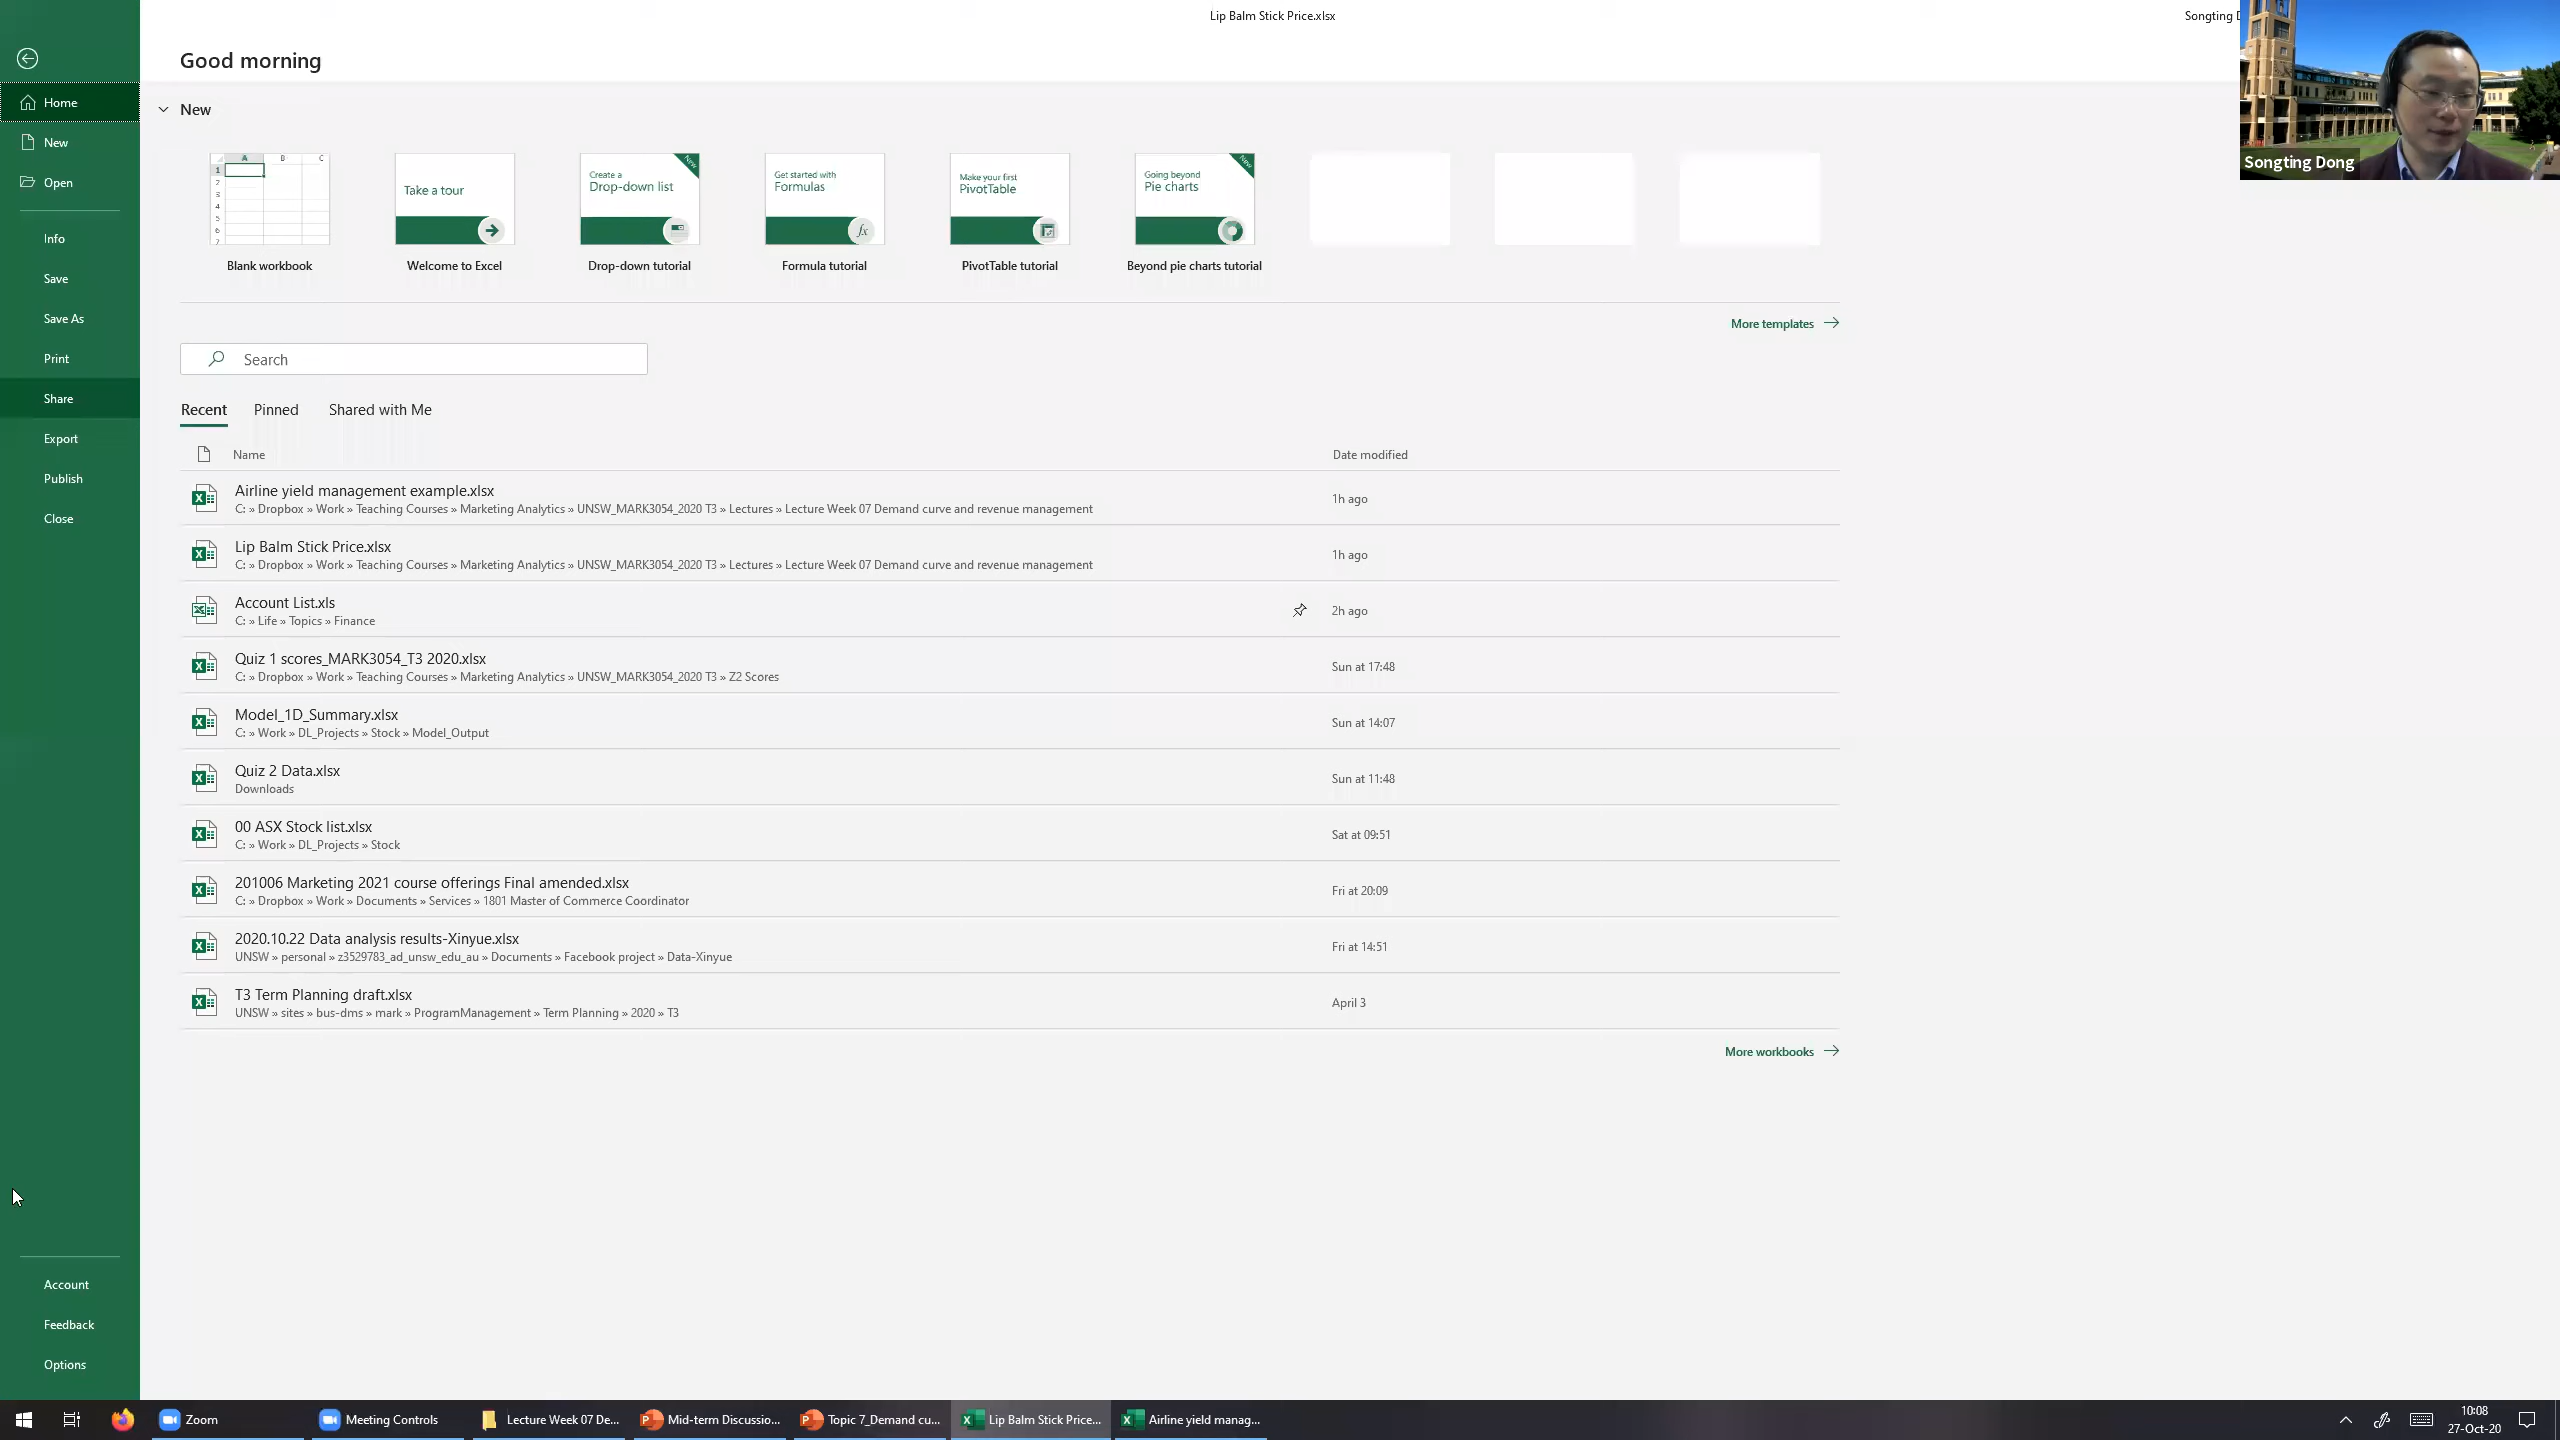 Lip Balm Stick Price.xlsx
Songting
Good morning
Home
New
Open
Info
Save
Save As
Print
Share
Export
Publish
Close
Account
Feedback
Options
New
Take a tour
Create a
Drop-down list
New
Get started with
Formulas
fx
Make your first
PivotTable
Going beyond
Pie charts
New
Blank workbook
Welcome to Excel
Drop-down tutorial
Formula tutorial
PivotTable tutorial
Beyond pie charts tutorial
More templates
Search
Recent Pinned Shared with Me
Name Date modified
Airline yield management example.xlsx
C: » Dropbox » Work » Teaching Courses » Marketing Analytics » UNSW_MARK3054_2020 T3 » Lectures » Lecture Week 07 Demand curve and revenue management
1h ago
Lip Balm Stick Price.xlsx
C: » Dropbox » Work » Teaching Courses » Marketing Analytics » UNSW_MARK3054_2020 T3 » Lectures » Lecture Week 07 Demand curve and revenue management
1h ago
Account List.xls
C: » Life » Topics » Finance
2h ago
Quiz 1 scores_MARK3054_T3 2020.xlsx
C: » Dropbox » Work » Teaching Courses » Marketing Analytics » UNSW_MARK3054_2020 T3 » Z2 Scores
Sun at 17:48
Model_1D_Summary.xlsx
C: » Work » DL_Projects » Stock » Model_Output
Sun at 14:07
Quiz 2 Data.xlsx
Downloads
Sun at 11:48
00 ASX Stock list.xlsx
C: » Work » DL_Projects » Stock
Sat at 09:51
201006 Marketing 2021 course offerings Final amended.xlsx
C: » Dropbox » Work » Documents » Services » 1801 Master of Commerce Coordinator
Fri at 20:09
2020.10.22 Data analysis results-Xinyue.xlsx
UNSW » personal » z3529783_ad_unsw_edu_au » Documents » Facebook project » Data-Xinyue
Fri at 14:51
T3 Term Planning draft.xlsx
UNSW » sites » bus-dms » mark » ProgramManagement » Term Planning » 2020 » T3
April 3
More workbooks
Songting Dong
Zoom
Meeting Controls
Lecture Week 07 De...
Mid-term Discussio...
Topic 7_Demand cu...
Lip Balm Stick Price...
Airline yield manag...
10:08
27-Oct-20